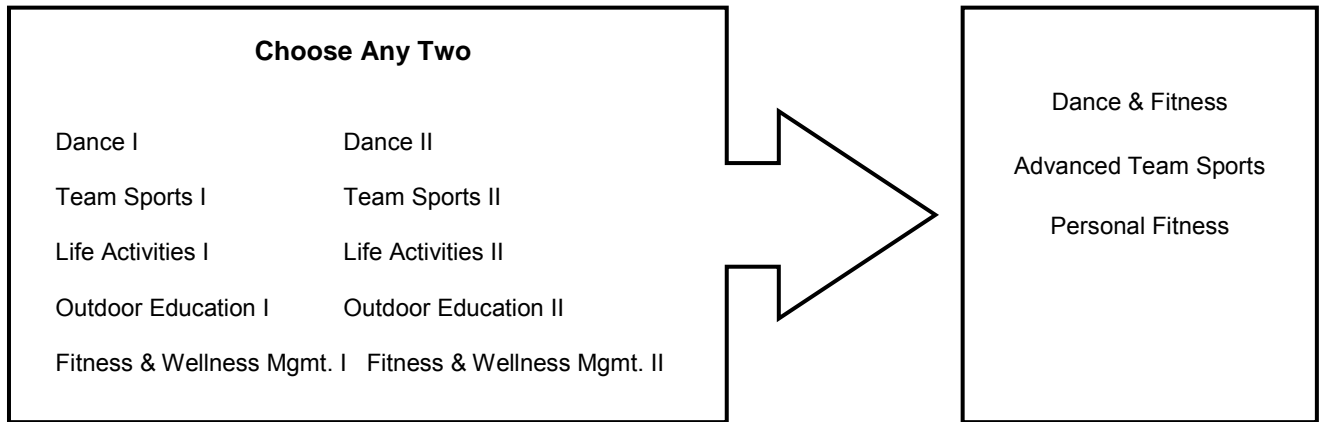 Choose Any Two
Dance I Dance II
Team Sports I Team Sports II
Life Activities I Life Activities II
Outdoor Education I Outdoor Education II
Fitness & Wellness Mgmt. I Fitness & Wellness Mgmt. II
Dance & Fitness
Advanced Team Sports
Personal Fitness